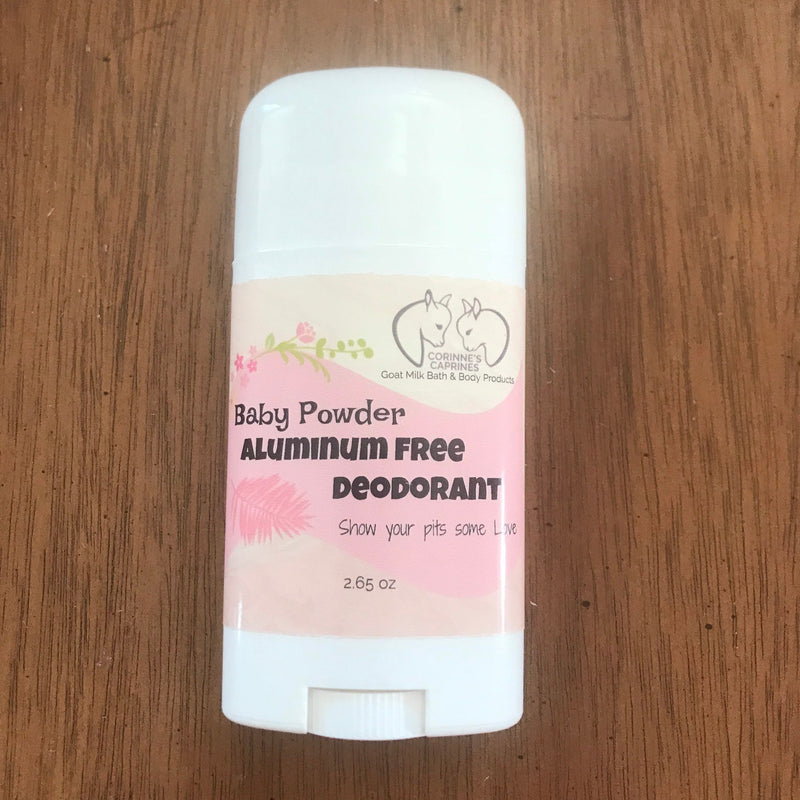 CORINNE'S
CAPRINES
Goat Milk Bath & Body Products
Baby Powder
Aluminum Free
Deodorant
Show your pits some Love
2.65 oz